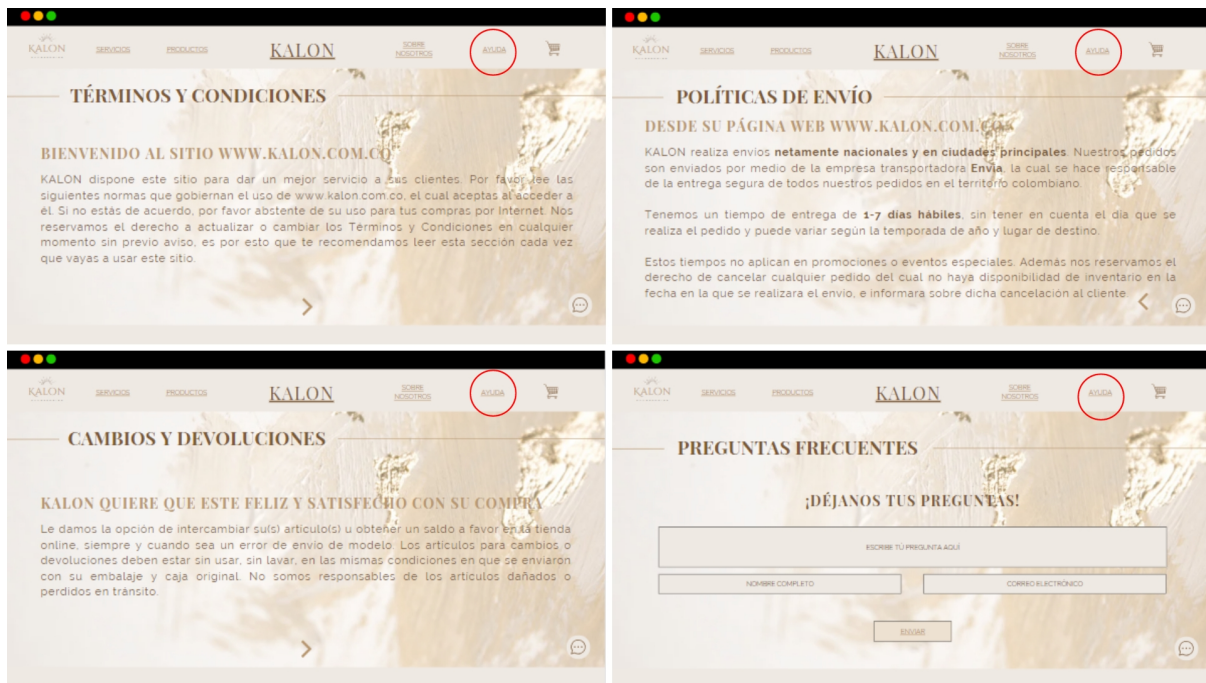 KALON
SERVICIOS
PRODUCTOS
KALON
SOBRE
NOSOTROS
AYUDA
TÉRMINOS Y CONDICIONES
BIENVENIDO AL SITIO WWW.KALON.COM.CO
KALON dispone este sitio para dar un mejor servicio a sus clientes. Por favor lee las
siguientes normas que gobiernan el uso de www.kalon.com.co, el cual aceptas al acceder a
él. Si no estás de acuerdo, por favor abstente de su uso para tus compras por Internet. Nos
reservamos el derecho a actualizar o cambiar los Términos y Condiciones en cualquier
momento sin previo aviso, es por esto que te recomendamos leer esta sección cada vez
que vayas a usar este sitio.
KALON
SERVICIOS
PRODUCTOS
KALON
SOBRE
NOSOTROS
AYUDA
POLÍTICAS DE ENVÍO
DESDE SU PÁGINA WEB WWW.KALON.COM.CO
KALON realiza envios netamente nacionales y en ciudades principales. Nuestros pedidos
son enviados por medio de la empresa transportadora Envia, la cual se hace responsable
de la entrega segura de todos nuestros pedidos en el territorio colombiano.
Tenemos un tiempo de entrega de 1-7 días hábiles, sin tener en cuenta el día que se
realiza el pedido y puede variar según la temporada de año y lugar de destino.
Estos tiempos no aplican en promociones o eventos especiales. Además nos reservamos el
derecho de cancelar cualquier pedido del cual no haya disponibilidad de inventario en la
fecha en la que se realizara el envio, e informara sobre dicha cancelación al cliente.
KALON
SERVICIOS
PRODUCTOS
KALON
SOBRE
NOSOTROS
AYUDA
CAMBIOS Y DEVOLUCIONES
KALON QUIERE QUE ESTE FELIZ Y SATISFECHO CON SU COMPRA
Le damos la opción de intercambiar su(s) artículo(s) u obtener un saldo a favor en la tienda
online, siempre y cuando sea un error de envío de modelo. Los artículos para cambios o
devoluciones deben estar sin usar, sin lavar, en las mismas condiciones en que se enviaron
con su embalaje y caja original. No somos responsables de los artículos dañados o
perdidos en tránsito.
KALON
SERVICIOS
PRODUCTOS
KALON
SOBRE
NOSOTROS
AYUDA
PREGUNTAS FRECUENTES
¡DÉJANOS TUS PREGUNTAS!
ESCRIBE TÚ PREGUNTA AQUÍ
NOMBRE COMPLETO
CORREO ELECTRÓNICO
ENVIAR